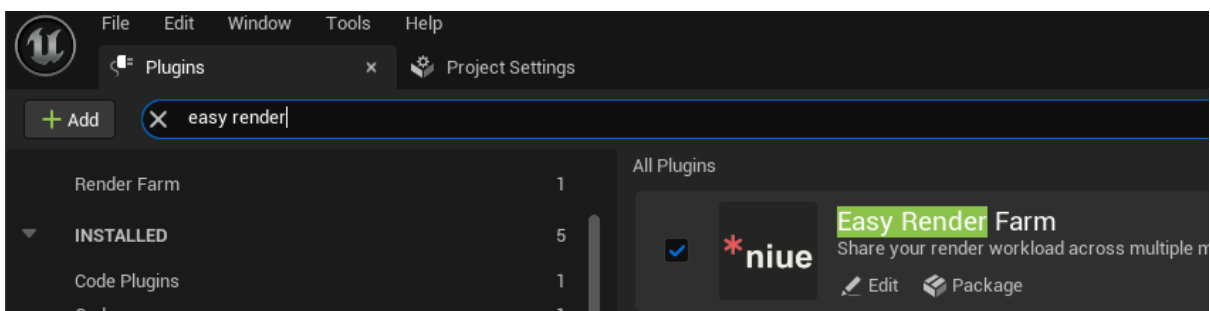 File Edit Window Tools Help
Plugins Project Settings
Add easy render
All Plugins
Render Farm 1
INSTALLED 5
Code Plugins 1
*niue
Easy Render Farm
Share your render workload across multiple
Edit Package